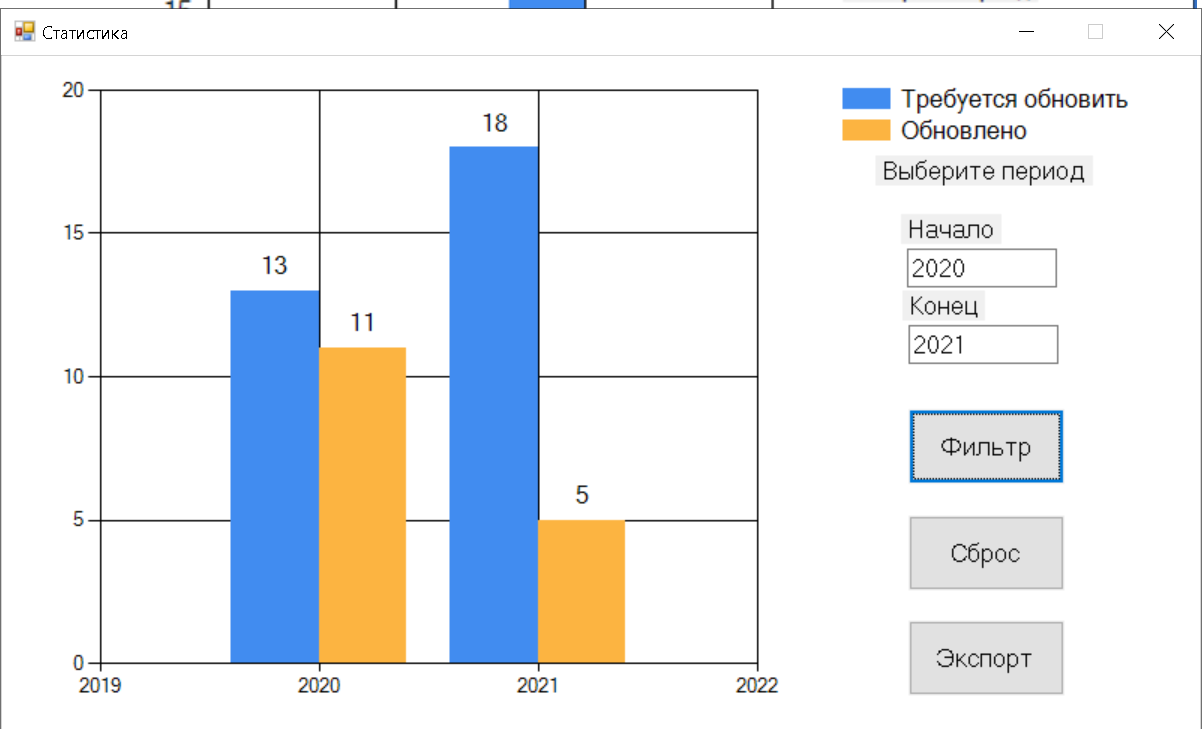 Статистика
20
15
10
5
0
2019
2020
2021
2022
13
11
18
5
Требуется обновить
Обновлено
Выберите период
Начало
2020
Конец
2021
Фильтр
Сброс
Экспорт